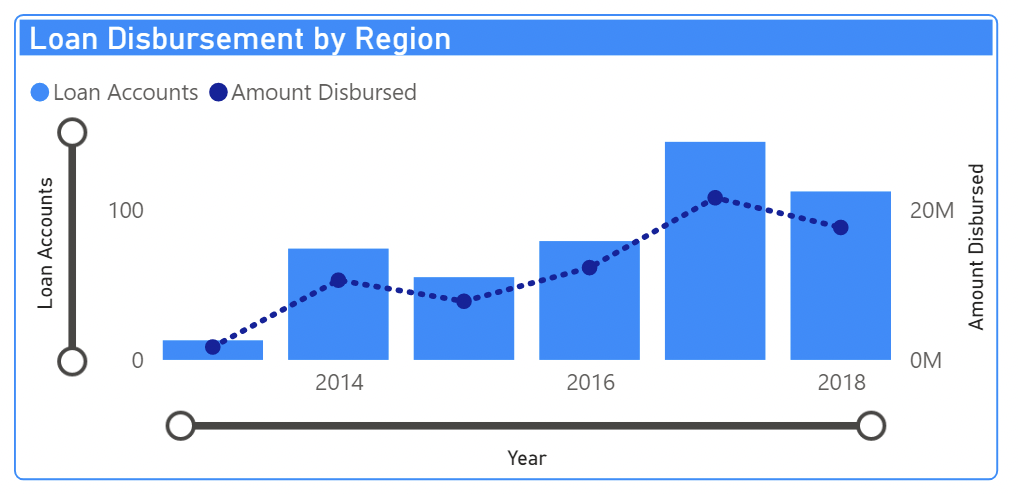 Loan Disbursement by Region
Loan Accounts Amount Disbursed
Loan Accounts
100
0
20M
0M
Amount Disbursed
2014 2016 2018
Year